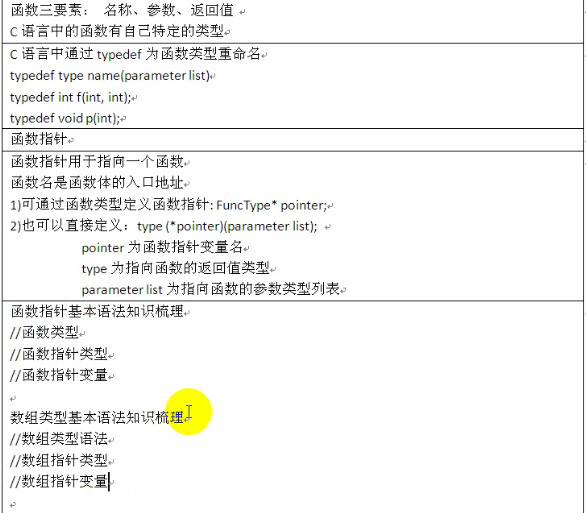 函数三要素： 名称、参数、返回值
C 语言中的函数有自己特定的类型
C 语言中通过 typedef 为函数类型重命名
typedef type name(parameter list)
typedef int f(int, int);
typedef void p(int);
函数指针
函数指针用于指向一个函数
函数名是函数体的入口地址
1)可通过函数类型定义函数指针: FuncType* pointer;
2)也可以直接定义：type (*pointer)(parameter list);
pointer 为函数指针变量名
type 为指向函数的返回值类型
parameter list 为指向函数的参数类型列表
函数指针基本语法知识梳理
//函数类型
//函数指针类型
//函数指针变量
数组类型基本语法知识梳理
//数组类型语法
//数组指针类型
//数组指针变量